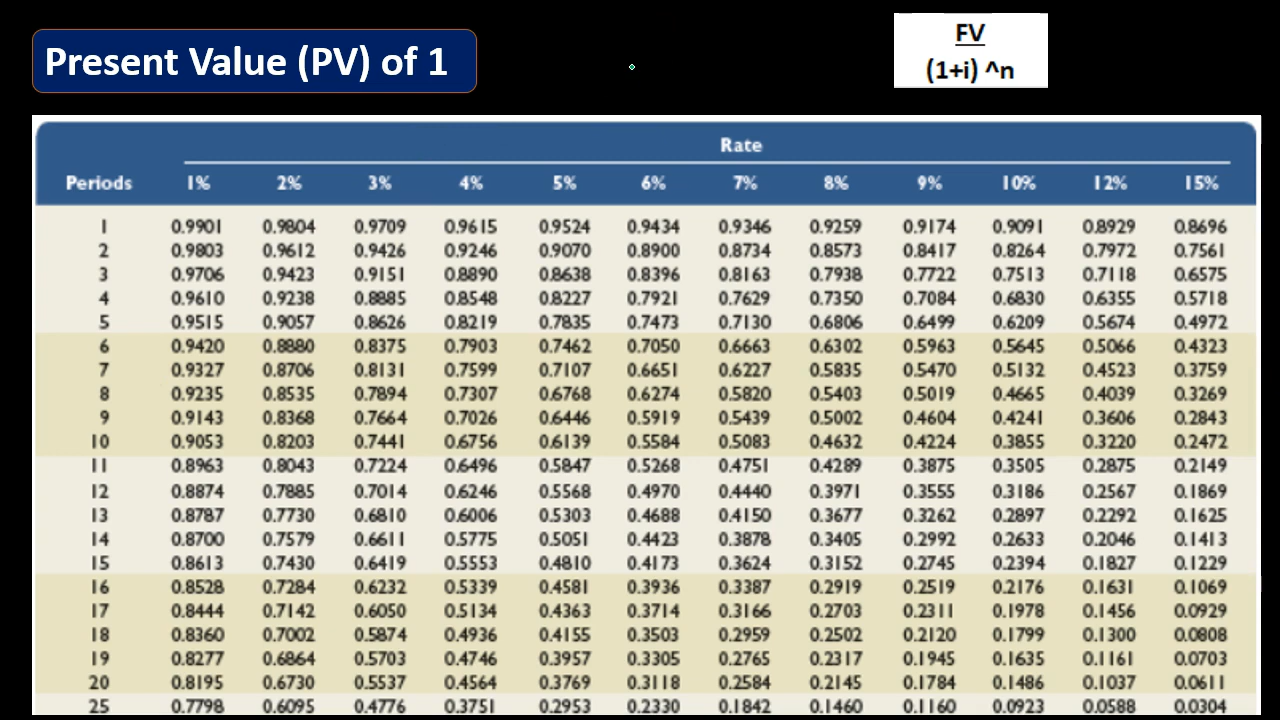 Present Value (PV) of 1
FV
(1+i) ^n
Rate
Periods 1% 2% 3% 4% 5% 6% 7% 8% 9% 10% 12% 15%
1 0.9901 0.9804 0.9709 0.9615 0.9524 0.9434 0.9346 0.9259 0.9174 0.9091 0.8929 0.8696
2 0.9803 0.9612 0.9426 0.9246 0.9070 0.8900 0.8734 0.8573 0.8417 0.8264 0.7972 0.7561
3 0.9706 0.9423 0.9151 0.8890 0.8638 0.8396 0.8163 0.7938 0.7722 0.7513 0.7118 0.6575
4 0.9610 0.9238 0.8885 0.8548 0.8227 0.7921 0.7629 0.7350 0.7084 0.6830 0.6355 0.5718
5 0.9515 0.9057 0.8626 0.8219 0.7835 0.7473 0.7130 0.6806 0.6499 0.6209 0.5674 0.4972
6 0.9420 0.8880 0.8375 0.7903 0.7462 0.7050 0.6663 0.6302 0.5963 0.5645 0.5066 0.4323
7 0.9327 0.8706 0.8131 0.7599 0.7107 0.6651 0.6227 0.5835 0.5470 0.5132 0.4523 0.3759
8 0.9235 0.8535 0.7894 0.7307 0.6768 0.6274 0.5820 0.5403 0.5019 0.4665 0.4039 0.3269
9 0.9143 0.8368 0.7664 0.7026 0.6446 0.5919 0.5439 0.5002 0.4604 0.4241 0.3606 0.2843
10 0.9053 0.8203 0.7441 0.6756 0.6139 0.5584 0.5083 0.4632 0.4224 0.3855 0.3220 0.2472
11 0.8963 0.8043 0.7224 0.6496 0.5847 0.5268 0.4751 0.4289 0.3875 0.3505 0.2875 0.2149
12 0.8874 0.7885 0.7014 0.6246 0.5568 0.4970 0.4440 0.3971 0.3555 0.3186 0.2567 0.1869
13 0.8787 0.7730 0.6810 0.6006 0.5303 0.4688 0.4150 0.3677 0.3262 0.2897 0.2292 0.1625
14 0.8700 0.7579 0.6611 0.5775 0.5051 0.4423 0.3878 0.3405 0.2992 0.2633 0.2046 0.1413
15 0.8613 0.7430 0.6419 0.5553 0.4810 0.4173 0.3624 0.3152 0.2745 0.2394 0.1827 0.1229
16 0.8528 0.7284 0.6232 0.5339 0.4581 0.3936 0.3387 0.2919 0.2519 0.2176 0.1631 0.1069
17 0.8444 0.7142 0.6050 0.5134 0.4363 0.3714 0.3166 0.2703 0.2311 0.1978 0.1456 0.0929
18 0.8360 0.7002 0.5874 0.4936 0.4155 0.3503 0.2959 0.2502 0.2120 0.1799 0.1300 0.0808
19 0.8277 0.6864 0.5703 0.4746 0.3957 0.3305 0.2765 0.2317 0.1945 0.1635 0.1161 0.0703
20 0.8195 0.6730 0.5537 0.4564 0.3769 0.3118 0.2584 0.2145 0.1784 0.1486 0.1037 0.0611
25 0.7798 0.6095 0.4776 0.3751 0.2953 0.2330 0.1842 0.1460 0.1160 0.0923 0.0588 0.0304